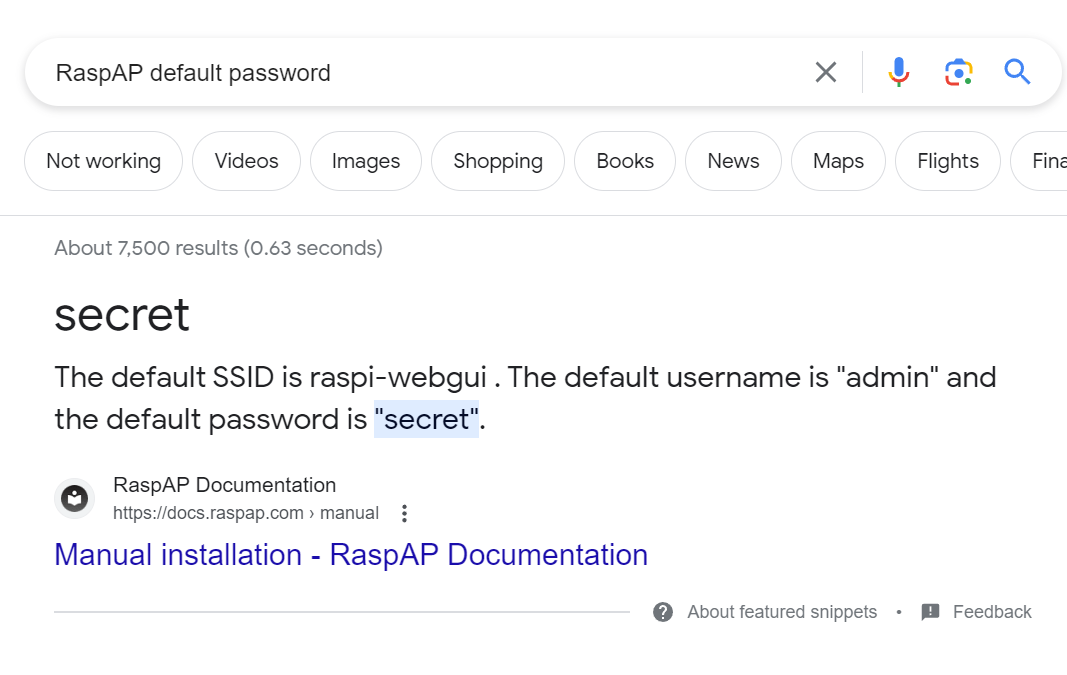 RaspAP default password
Not working Videos Images Shopping Books News Maps Flights Fina
About 7,500 results (0.63 seconds)
secret
The default SSID is raspi-webgui . The default username is "admin" and
the default password is "secret".
RaspAP Documentation
https://docs.raspap.com › manual
Manual installation - RaspAP Documentation
About featured snippets • Feedback